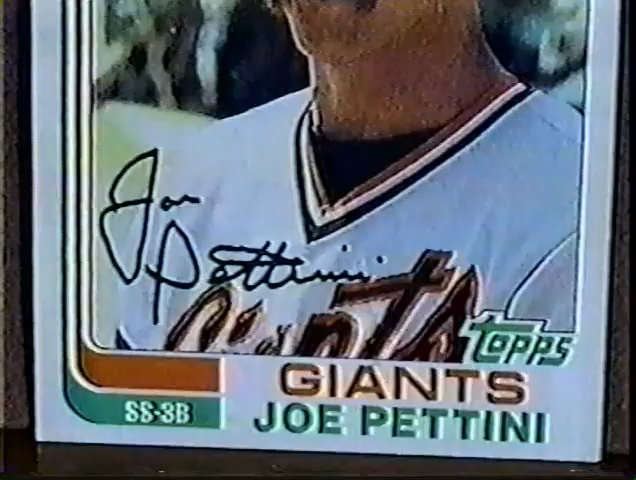 Joe
Pettini
Giants
Topps
GIANTS
SS-3B
JOE PETTINI